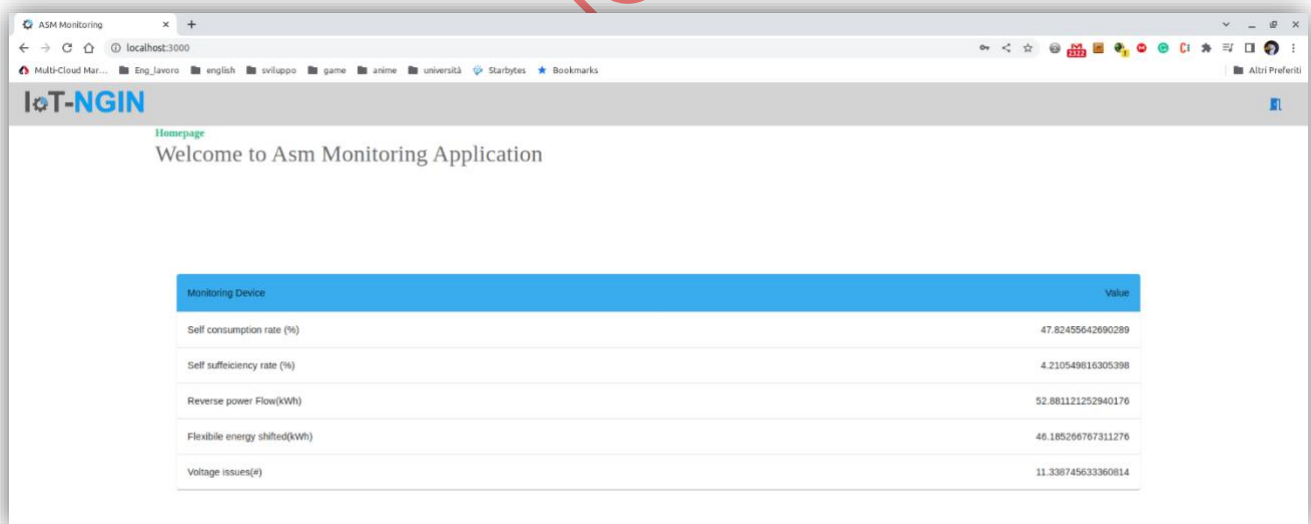 ASM Monitoring
localhost:3000
Multi-Cloud Mar... Eng_lavoro english sviluppo game anime università Starbytes Bookmarks Altri Preferiti
IoT-NGIN
Homepage
Welcome to Asm Monitoring Application
Monitoring Device Value
Self consumption rate (%) 47.82455642690289
Self suffeiciency rate (%) 4.210549816305398
Reverse power Flow(kWh) 52.881121252940176
Flexibile energy shifted(kWh) 46.185266767311276
Voltage issues(#) 11.338745633360814